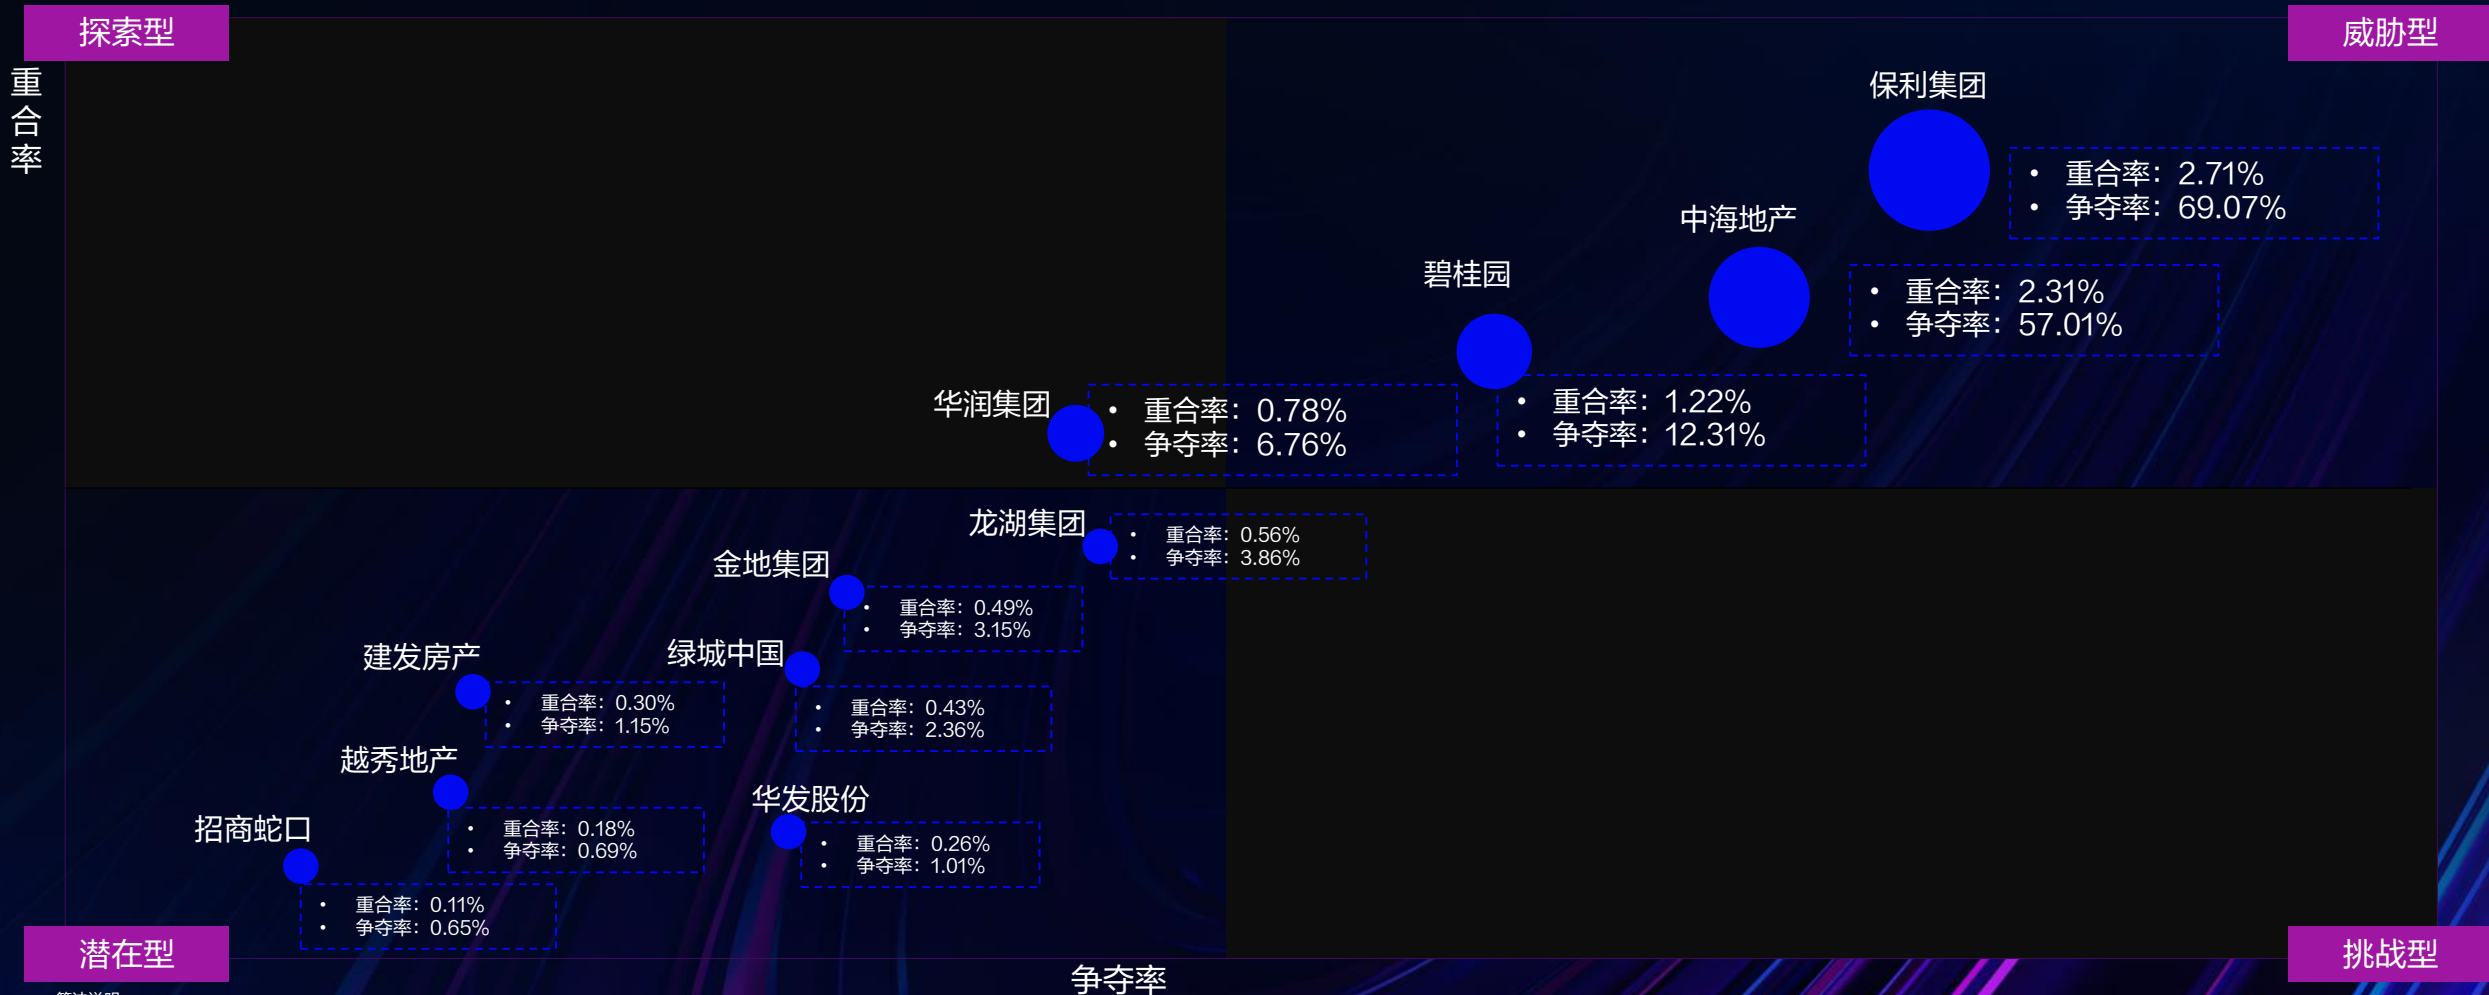 探索型
威胁型
重合率
保利集团
• 重合率：2.71%
• 争夺率：69.07%
中海地产
• 重合率：2.31%
• 争夺率：57.01%
碧桂园
• 重合率：1.22%
• 争夺率：12.31%
华润集团
• 重合率：0.78%
• 争夺率：6.76%
龙湖集团
• 重合率：0.56%
• 争夺率：3.86%
金地集团
• 重合率：0.49%
• 争夺率：3.15%
绿城中国
• 重合率：0.43%
• 争夺率：2.36%
建发房产
• 重合率：0.30%
• 争夺率：1.15%
越秀地产
• 重合率：0.18%
• 争夺率：0.69%
华发股份
• 重合率：0.26%
• 争夺率：1.01%
招商蛇口
• 重合率：0.11%
• 争夺率：0.65%
潜在型
挑战型
争夺率